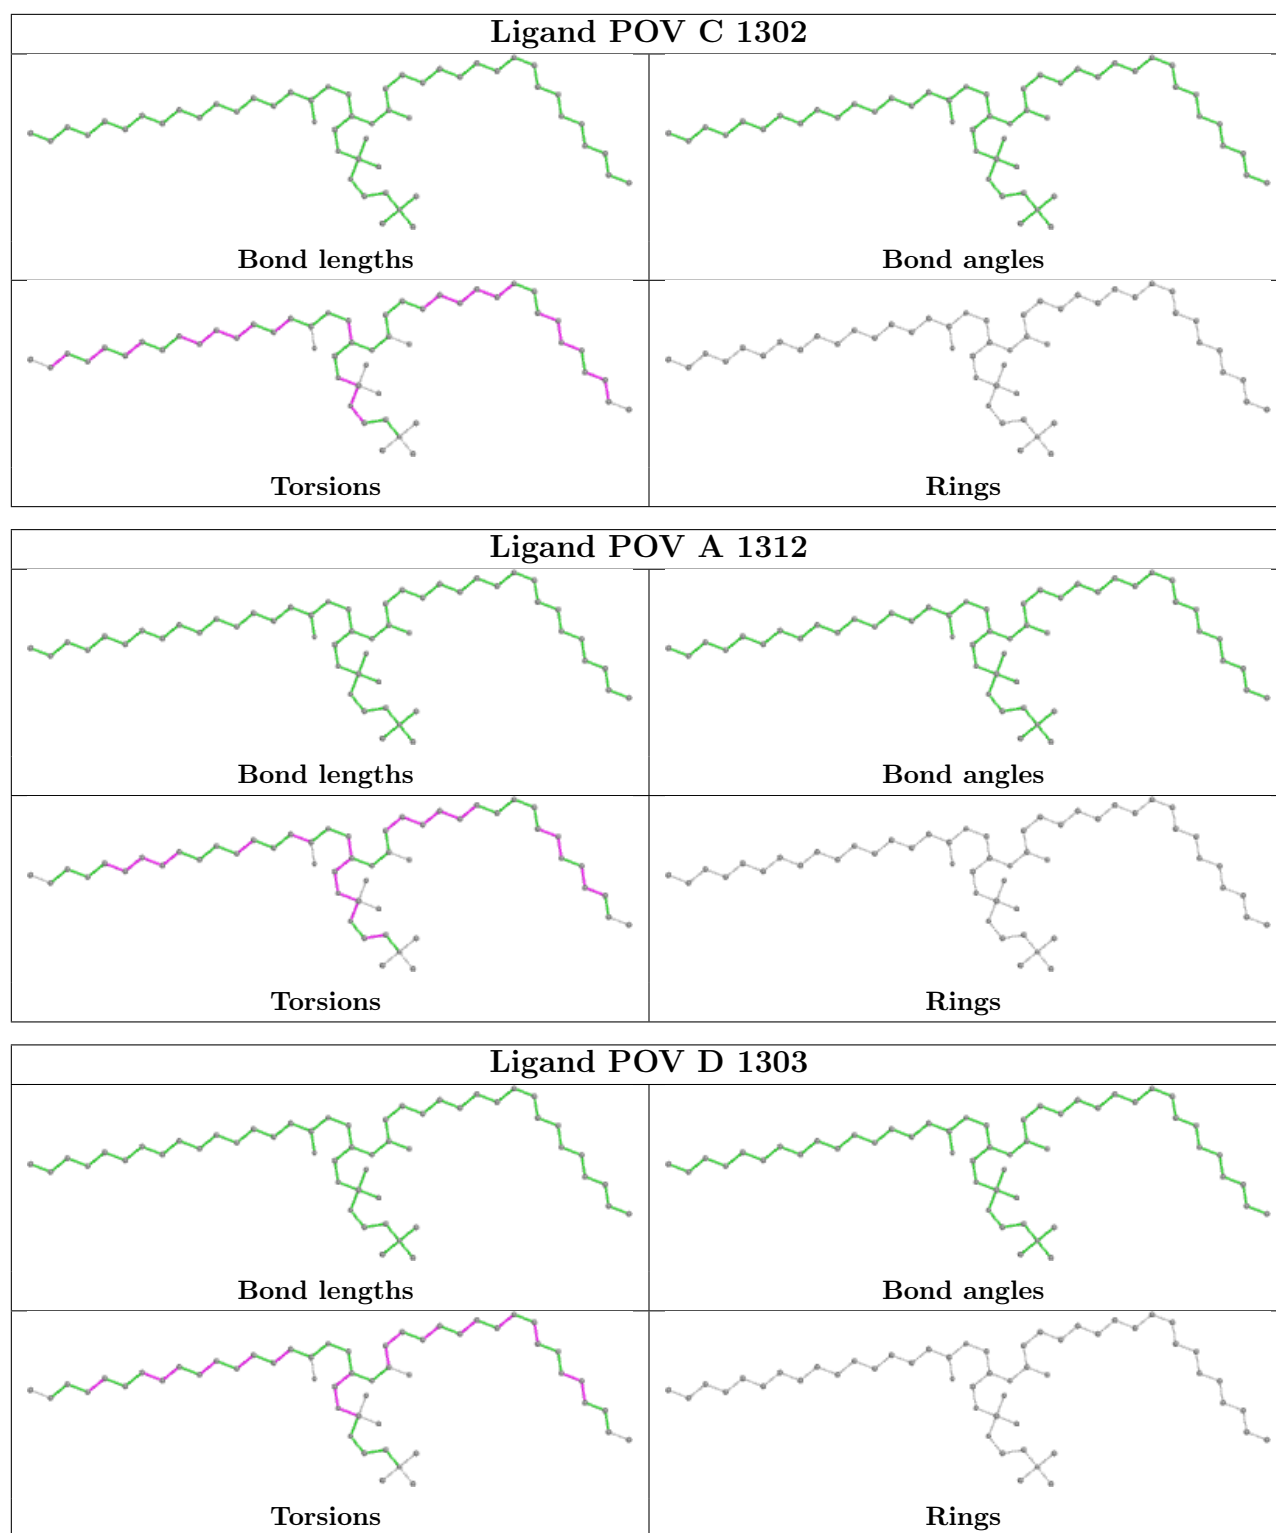 Ligand POV C 1302
Bond lengths
Bond angles
Torsions
Rings
Ligand POV A 1312
Bond lengths
Bond angles
Torsions
Rings
Ligand POV D 1303
Bond lengths
Bond angles
Torsions
Rings